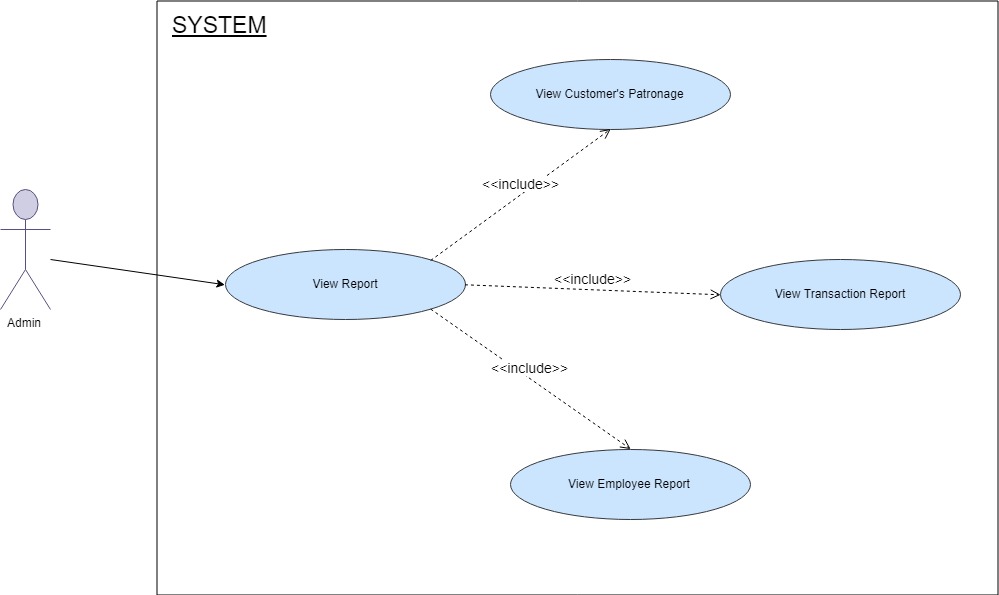 SYSTEM
View Customer's Patronage
<<include>>
<<include>>
View Report
View Transaction Report
Admin
<<include>>
View Employee Report